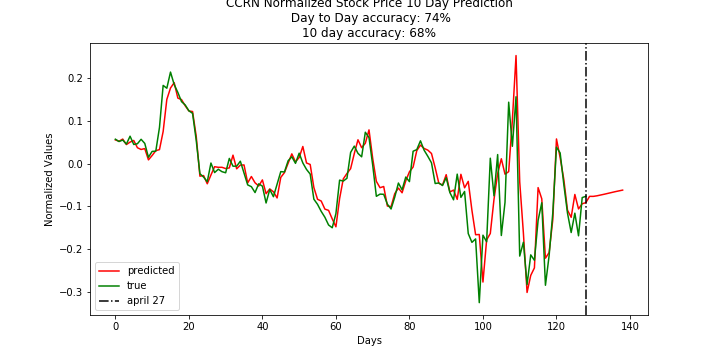 CCRN Normalized Stock Price 10 Day Prediction
Day to Day accuracy: 74%
10 day accuracy: 68%
Normalized Values
0.2
0.1
0.0
−0.1
−0.2
−0.3
predicted
true
april 27
0 20 40 60 80 100 120 140
Days